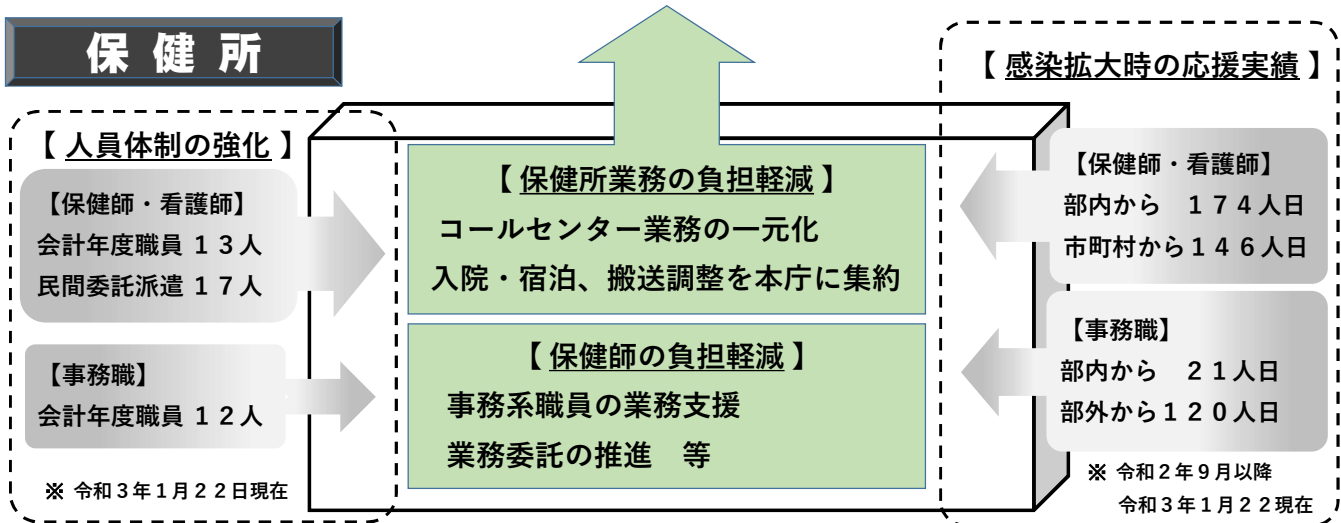 保健所
【 人員体制の強化 】
【保健師・看護師】
会計年度職員 13人
民間委託派遣 17人
【事務職】
会計年度職員 12人
※ 令和3年1月22日現在
【 保健所業務の負担軽減 】
コールセンター業務の一元化
入院・宿泊、搬送調整を本庁に集約
【 保健師の負担軽減 】
事務系職員の業務支援
業務委託の推進 等
【 感染拡大時の応援実績 】
【保健師・看護師】
部内から 174人日
市町村から146人日
【事務職】
部内から 21人日
部外から120人日
※ 令和2年9月以降
令和3年1月22現在